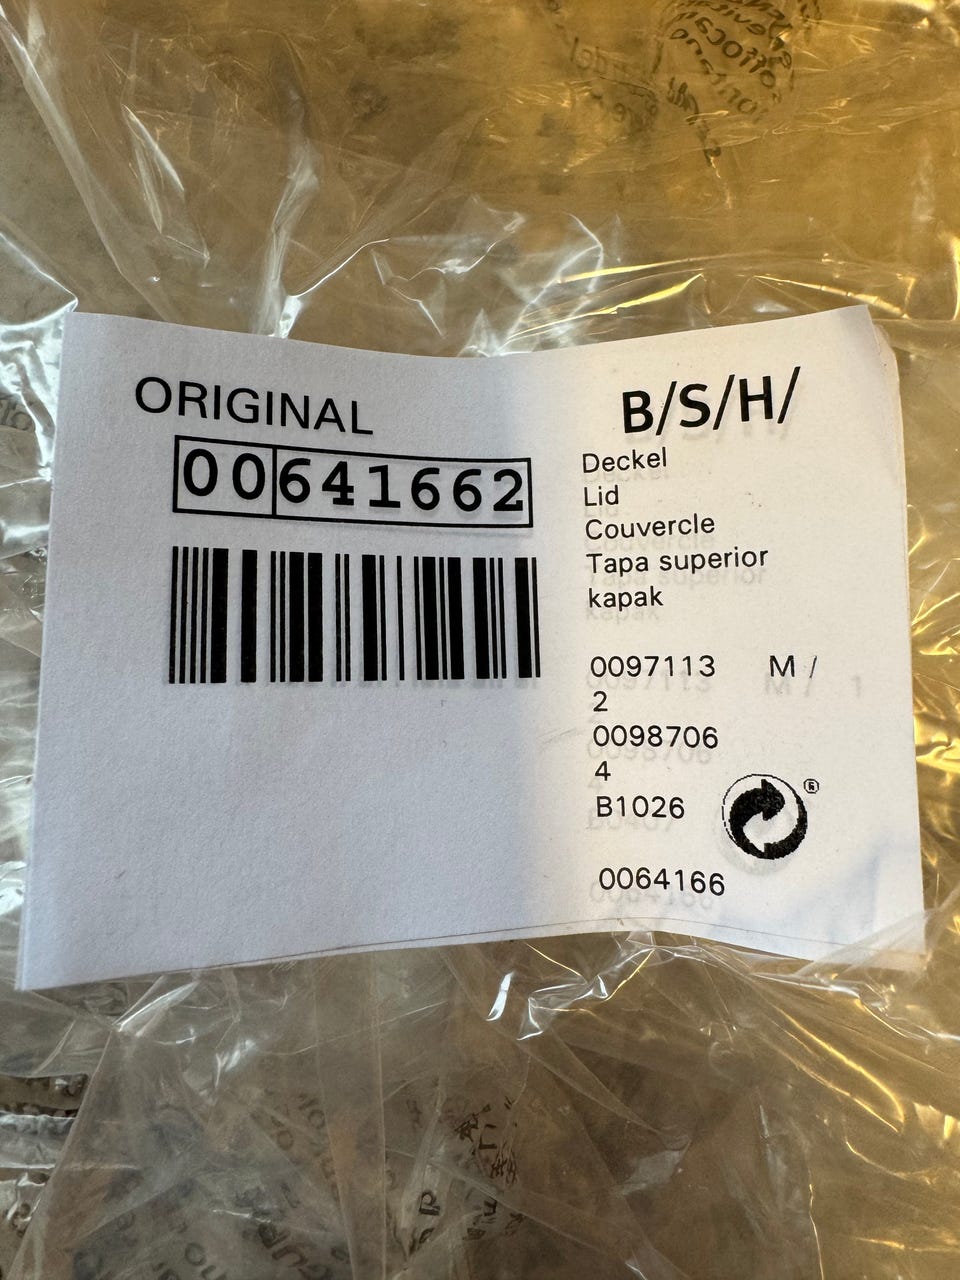 ORIGINAL
00641662
B/S/H/
Deckel
Lid
Couvercle
Tapa superior
kapak
0097113 M /
2
0098706
4
B1026
0064166